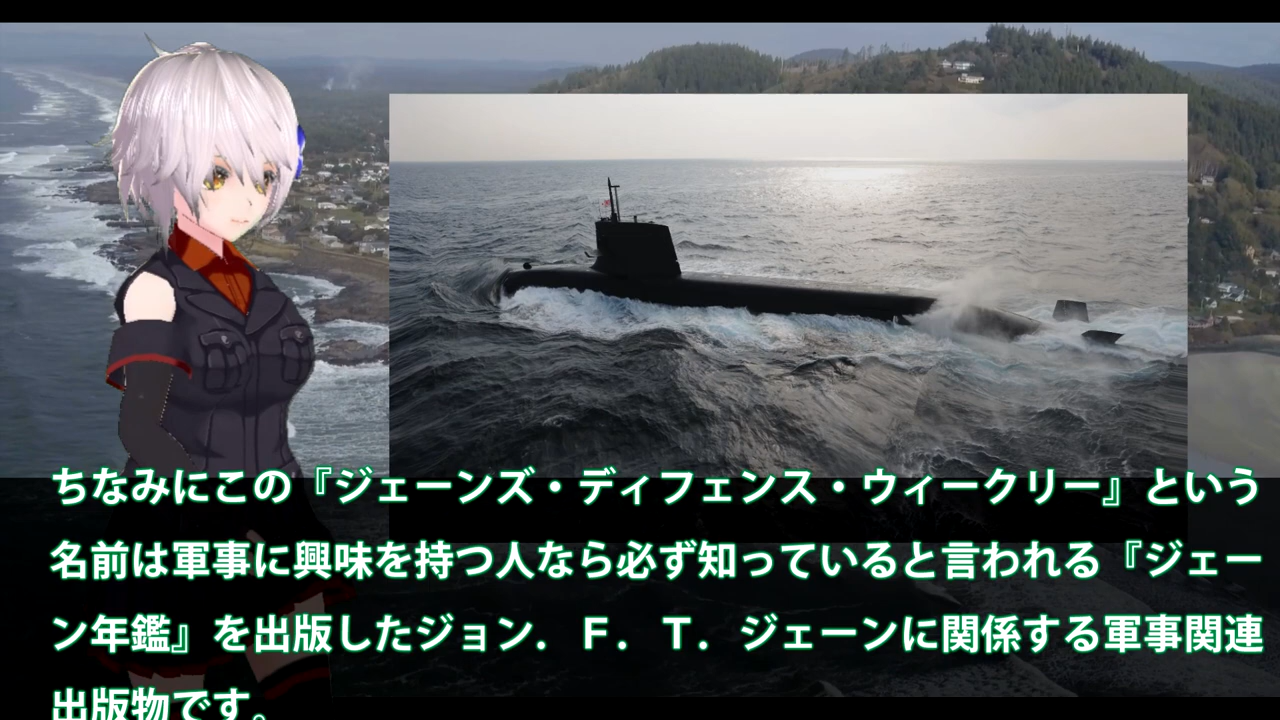 ちなみにこの『ジェーンズ・ディフェンス・ウィークリー』という
名前は軍事に興味を持つ人なら必ず知っていると言われる『ジェー
ン年鑑』を出版したジョン．Ｆ．Ｔ．ジェーンに関係する軍事関連
出版物です。